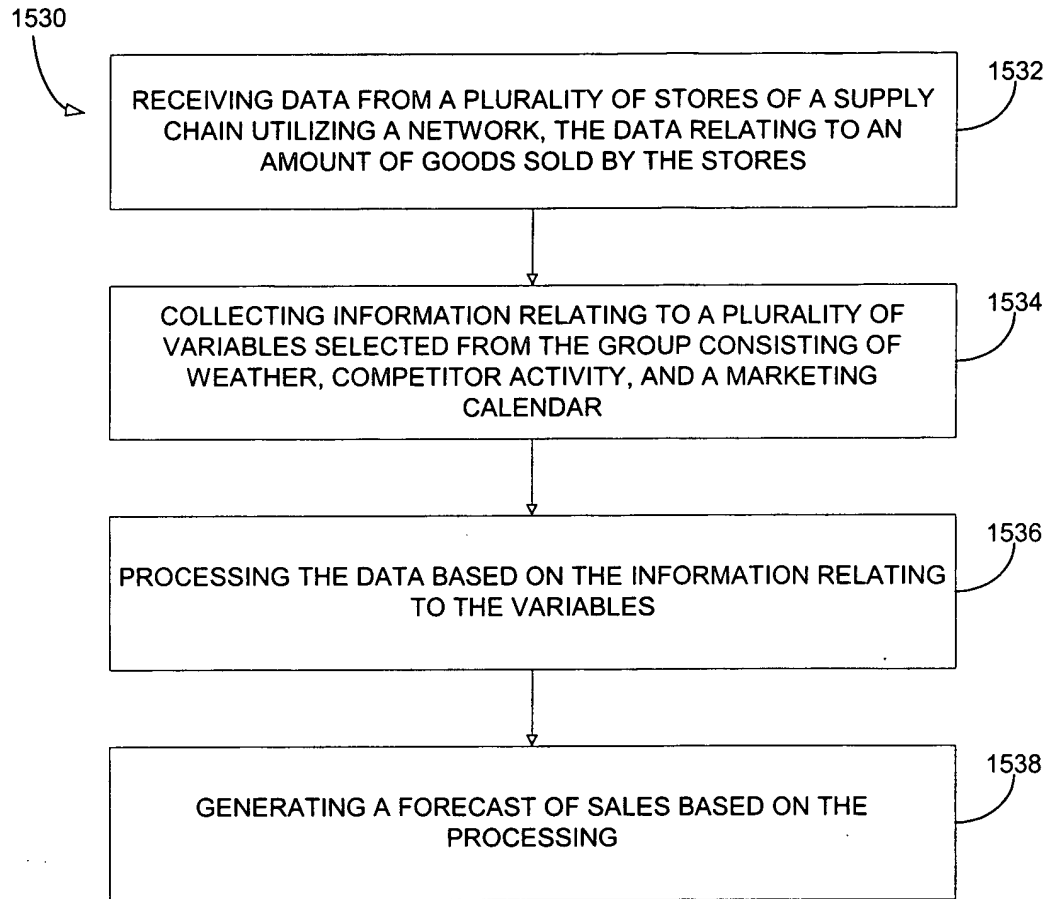 1530
1532
RECEIVING DATA FROM A PLURALITY OF STORES OF A SUPPLY
CHAIN UTILIZING A NETWORK, THE DATA RELATING TO AN
AMOUNT OF GOODS SOLD BY THE STORES
1534
COLLECTING INFORMATION RELATING TO A PLURALITY OF
VARIABLES SELECTED FROM THE GROUP CONSISTING OF
WEATHER, COMPETITOR ACTIVITY, AND A MARKETING
CALENDAR
1536
PROCESSING THE DATA BASED ON THE INFORMATION RELATING
TO THE VARIABLES
1538
GENERATING A FORECAST OF SALES BASED ON THE
PROCESSING